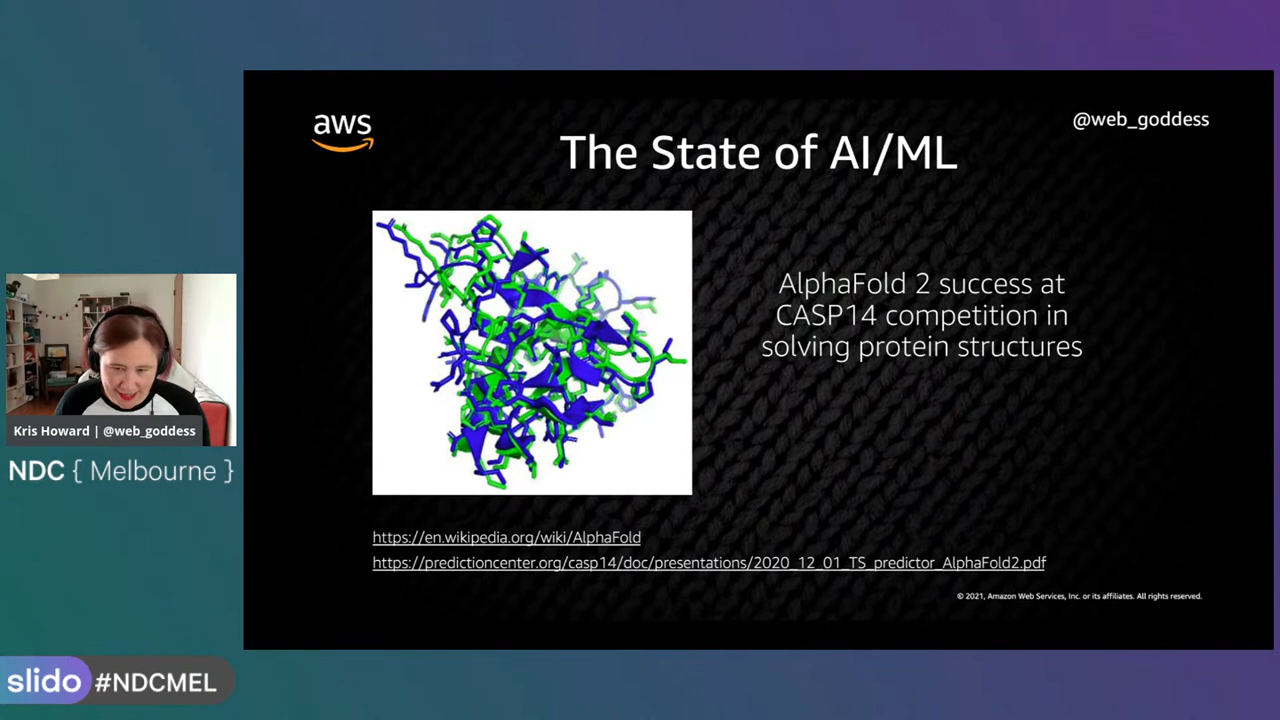 aws
@web_goddess
The State of AI/ML
AlphaFold 2 success at
CASP14 competition in
solving protein structures
https://en.wikipedia.org/wiki/AlphaFold
https://predictioncenter.org/casp14/doc/presentations/2020_12_01_TS_predictor_AlphaFold2.pdf
© 2021, Amazon Web Services, Inc. or its affiliates. All rights reserved.
Kris Howard | @web_goddess
NDC { Melbourne }
slido #NDCMEL